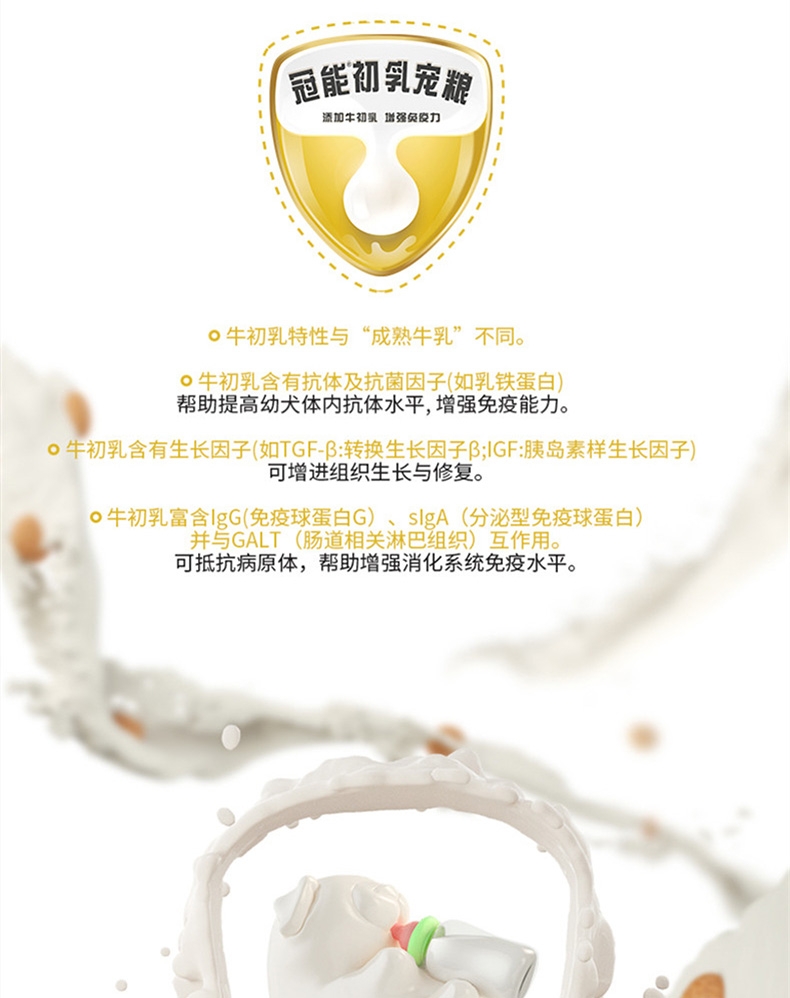 冠能®初乳宠粮
添加牛初乳 增强免疫力
牛初乳特性与“成熟牛乳”不同。
牛初乳含有抗体及抗菌因子(如乳铁蛋白)
帮助提高幼犬体内抗体水平, 增强免疫能力。
牛初乳含有生长因子(如TGF-β:转换生长因子β;IGF:胰岛素样生长因子)
可增进组织生长与修复。
牛初乳富含IgG(免疫球蛋白G）、sIgA（分泌型免疫球蛋白）
并与GALT（肠道相关淋巴组织）互作用。
可抵抗病原体，帮助增强消化系统免疫水平。